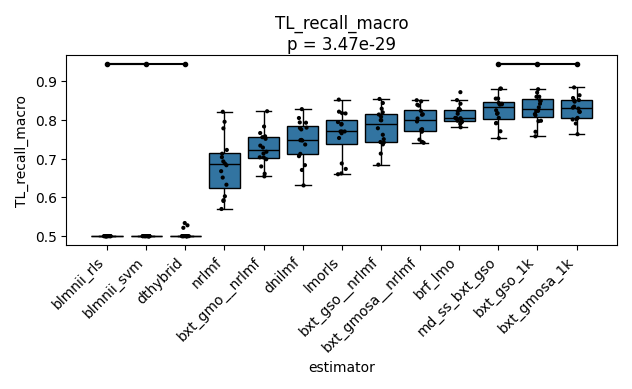 TL_recall_macro
p = 3.47e-29
TL_recall_macro
0.9
0.8
0.7
0.6
0.5
blmnii_rls
blmnii_svm
dthybrid
nrlmf
bxt_gmo__nrlmf
dnilmf
lmorls
bxt_gso__nrlmf
bxt_gmosa__nrlmf
brf_lmo
md_ss_bxt_gso
bxt_gso_1k
bxt_gmosa_1k
estimator